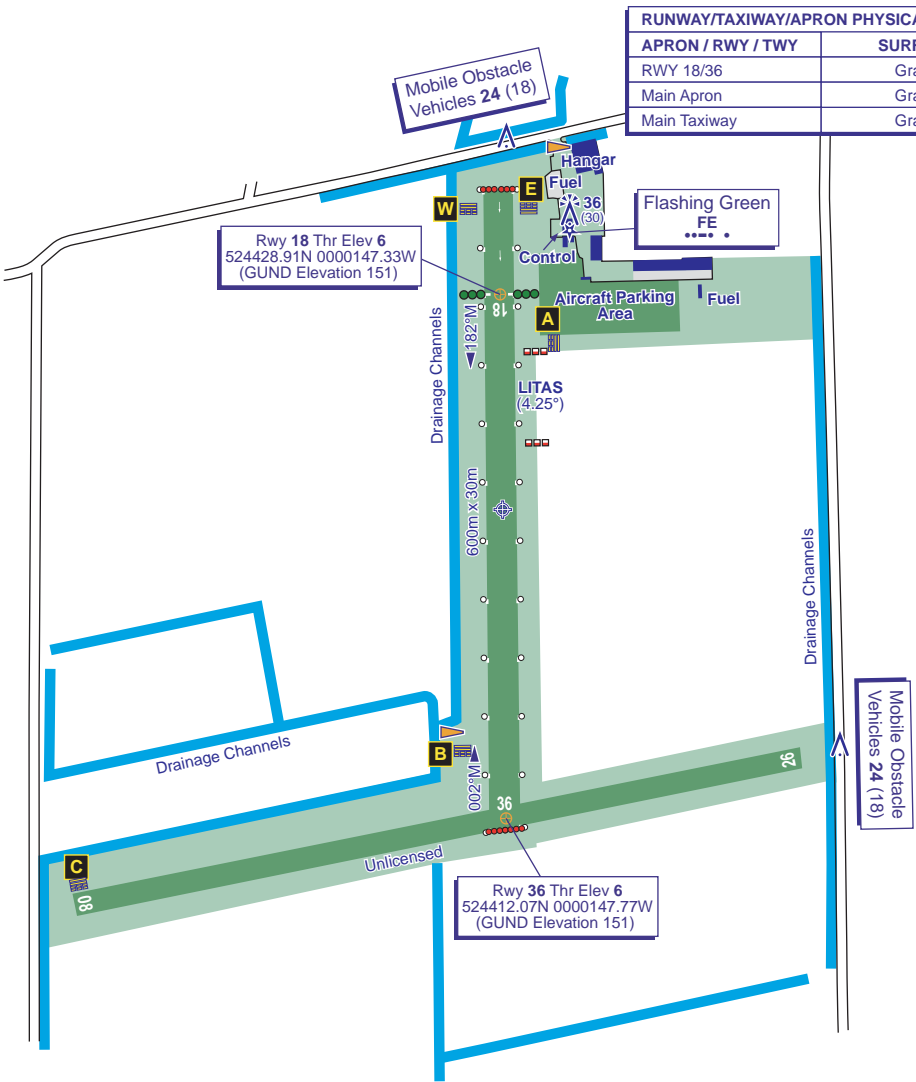 RUNWAY/TAXIWAY/APRON PHYSICA
APRON / RWY / TWY SURF
RWY 18/36 Gra
Main Apron Gra
Main Taxiway Gra
Mobile Obstacle
Vehicles 24 (18)
Hangar
Fuel
E
W
36
(30)
Flashing Green
FE
Control
Rwy 18 Thr Elev 6
524428.91N 0000147.33W
(GUND Elevation 151)
Aircraft Parking
Area
Fuel
18
A
182°M
Drainage Channels
LITAS
(4.25°)
600m x 30m
Drainage Channels
Mobile Obstacle
Vehicles 24 (18)
Drainage Channels
B
002°M
26
36
Unlicensed
C
08
Rwy 36 Thr Elev 6
524412.07N 0000147.77W
(GUND Elevation 151)